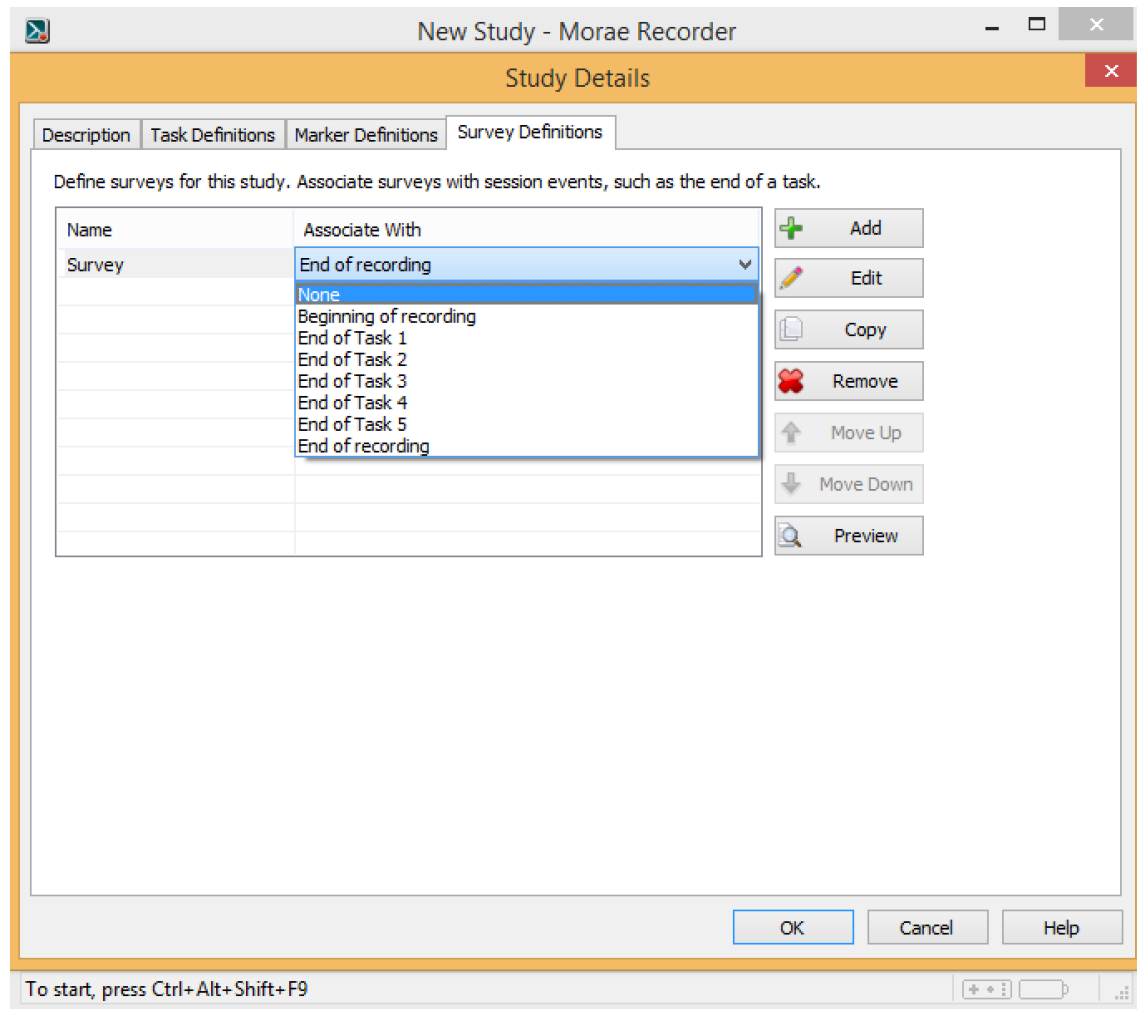 New Study - Morae Recorder
Study Details
Description Task Definitions Marker Definitions Survey Definitions
Define surveys for this study. Associate surveys with session events, such as the end of a task.
Name Associate With
Survey End of recording
None
Beginning of recording
End of Task 1
End of Task 2
End of Task 3
End of Task 4
End of Task 5
End of recording
Add
Edit
Copy
Remove
Move Up
Move Down
Preview
OK Cancel Help
To start, press Ctrl+Alt+Shift+F9